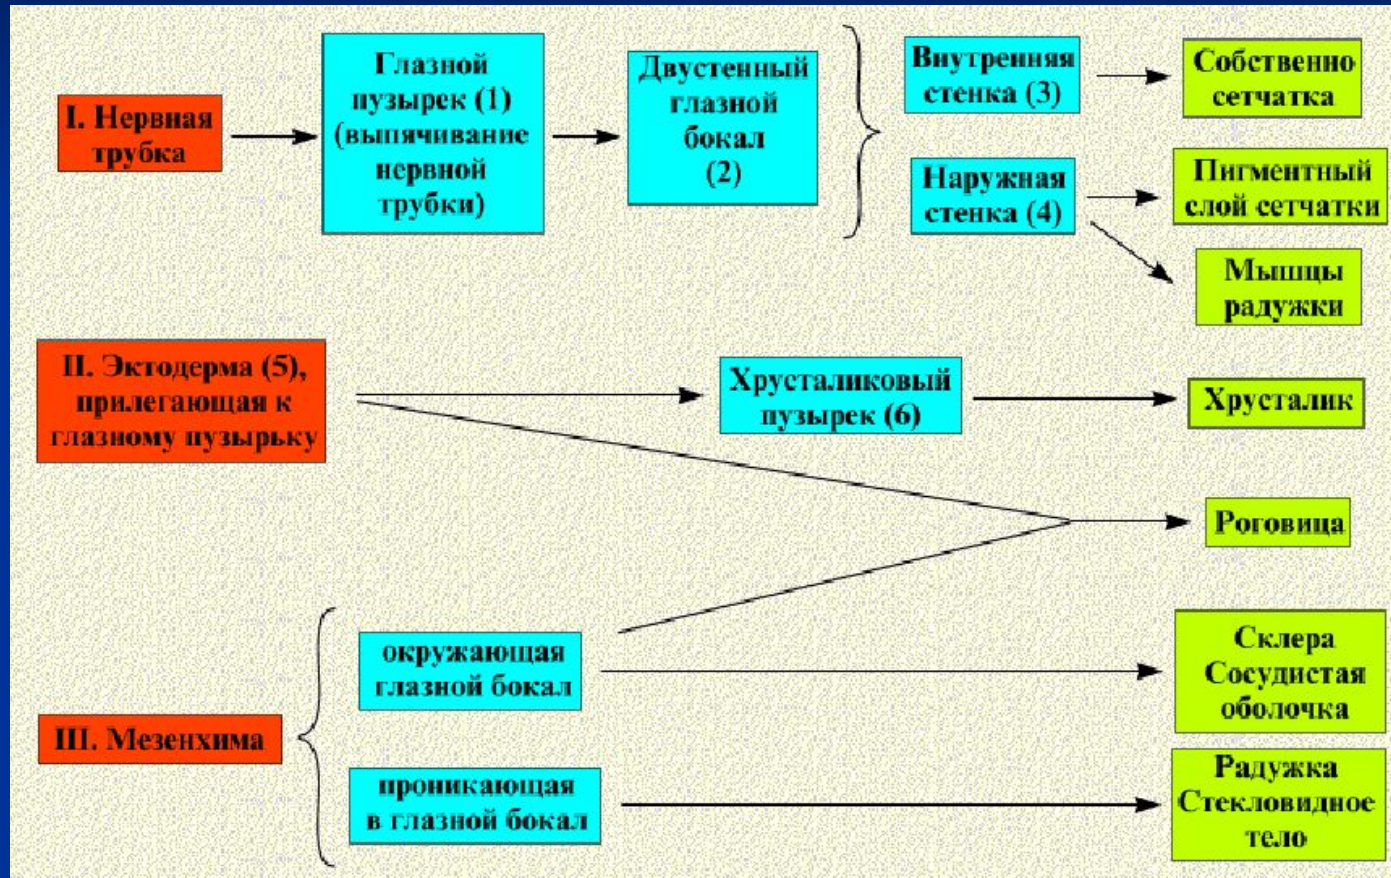 I. Нервная
трубка
Глазной
пузырек (1)
(выпячивание
нервной
трубки)
Двустенный
глазной
бокал
(2)
Внутренняя
стенка (3)
Собственно
сетчатка
Наружная
стенка (4)
Пигментный
слой сетчатки
Мышцы
радужки
II. Эктодерма (5),
прилегающая к
глазному пузырьку
Хрусталиковый
пузырек (6)
Хрусталик
Роговица
III. Мезенхима
окружающая
глазной бокал
Склера
Сосудистая
оболочка
проникающая
в глазной бокал
Радужка
Стекловидное
тело